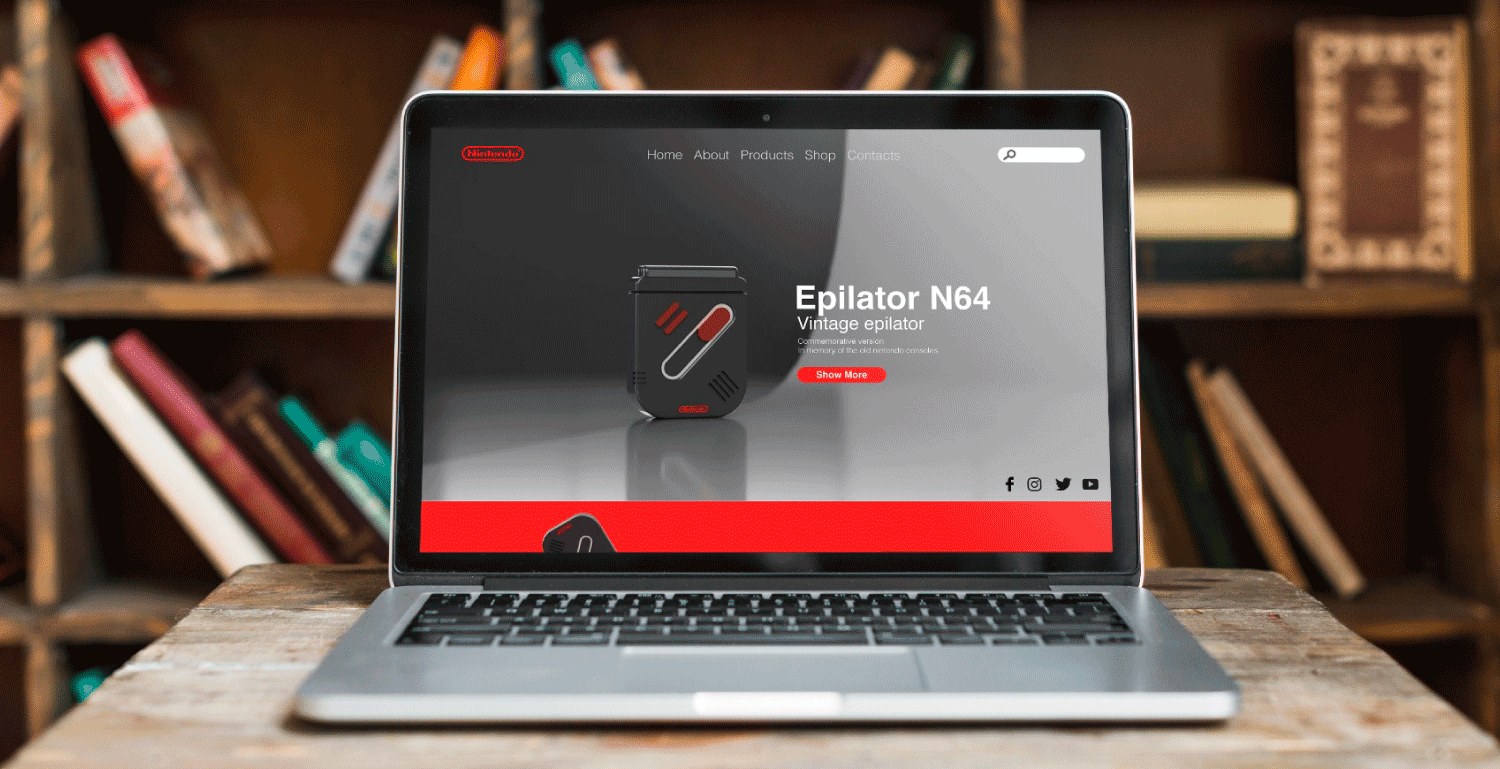 Nintendo
Home About Products Shop Contacts
Epilator N64
Vintage epilator
Commemorative version
in memory of the old nintendo consoles
Show More
Nintendo